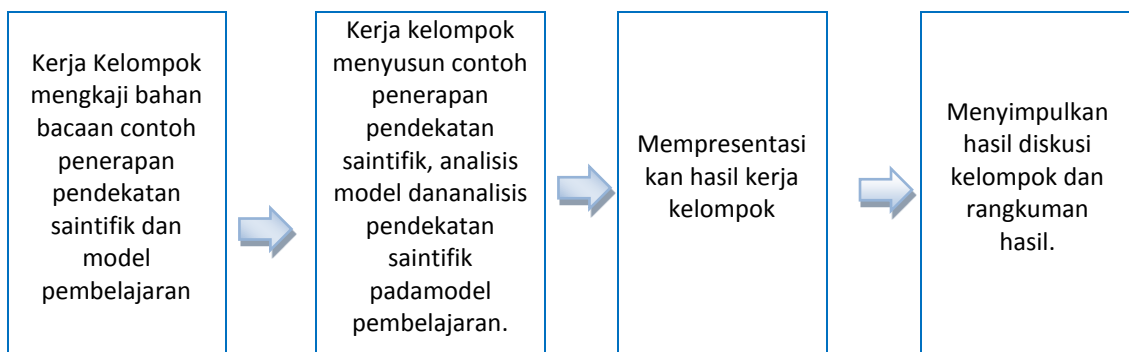 Kerja Kelompok
mengkaji bahan
bacaan contoh
penerapan
pendekatan
saintifik dan
model
pembelajaran
Kerja kelompok
menyusun contoh
penerapan
pendekatan
saintifik, analisis
model dananalisis
pendekatan
saintifik
padamodel
pembelajaran.
Mempresentasi
kan hasil kerja
kelompok
Menyimpulkan
hasil diskusi
kelompok dan
rangkuman
hasil.